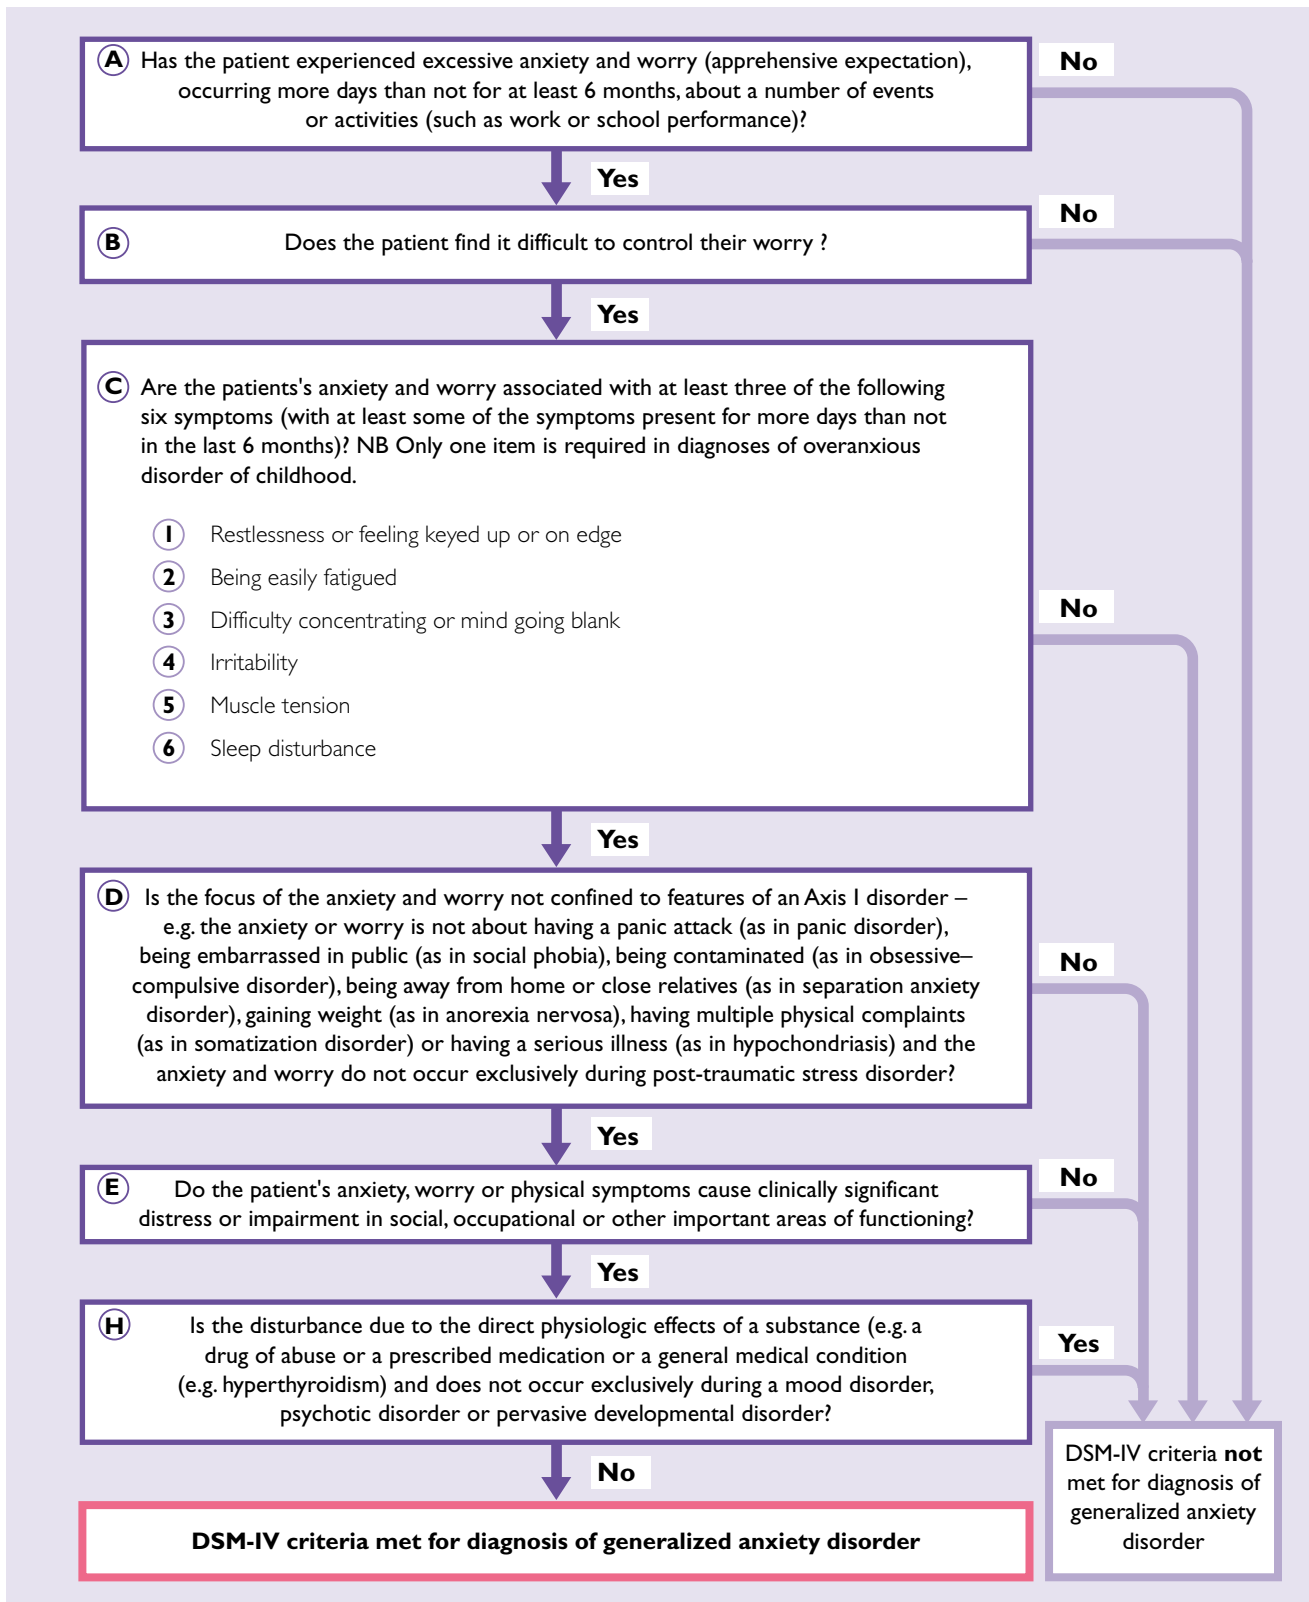 A Has the patient experienced excessive anxiety and worry (apprehensive expectation),
occurring more days than not for at least 6 months, about a number of events
or activities (such as work or school performance)?
No
Yes
B Does the patient find it difficult to control their worry ?
No
Yes
C Are the patients's anxiety and worry associated with at least three of the following
six symptoms (with at least some of the symptoms present for more days than not
in the last 6 months)? NB Only one item is required in diagnoses of overanxious
disorder of childhood.
1 Restlessness or feeling keyed up or on edge
2 Being easily fatigued
3 Difficulty concentrating or mind going blank
4 Irritability
5 Muscle tension
6 Sleep disturbance
No
Yes
D Is the focus of the anxiety and worry not confined to features of an Axis I disorder –
e.g. the anxiety or worry is not about having a panic attack (as in panic disorder),
being embarrassed in public (as in social phobia), being contaminated (as in obsessive–
compulsive disorder), being away from home or close relatives (as in separation anxiety
disorder), gaining weight (as in anorexia nervosa), having multiple physical complaints
(as in somatization disorder) or having a serious illness (as in hypochondriasis) and the
anxiety and worry do not occur exclusively during post-traumatic stress disorder?
No
Yes
E Do the patient's anxiety, worry or physical symptoms cause clinically significant
distress or impairment in social, occupational or other important areas of functioning?
No
Yes
H Is the disturbance due to the direct physiologic effects of a substance (e.g. a
drug of abuse or a prescribed medication or a general medical condition
(e.g. hyperthyroidism) and does not occur exclusively during a mood disorder,
psychotic disorder or pervasive developmental disorder?
Yes
No
DSM-IV criteria met for diagnosis of generalized anxiety disorder
DSM-IV criteria not
met for diagnosis of
generalized anxiety
disorder